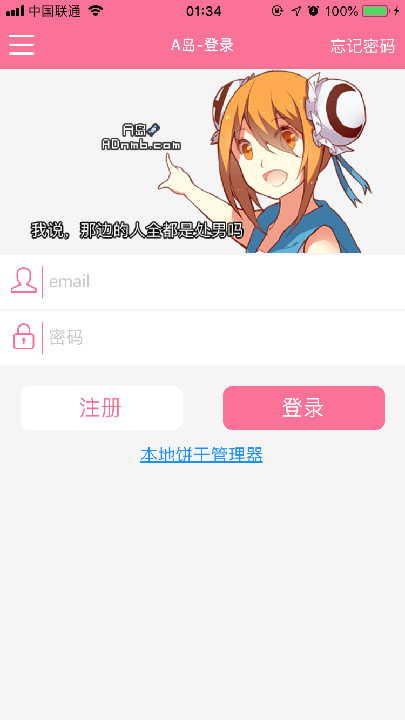 中国联通 01:34 100%
A岛-登录 忘记密码
A岛
ADnmb.com
我说，那边的人全都是处男吗
email
密码
注册 登录
本地饼干管理器